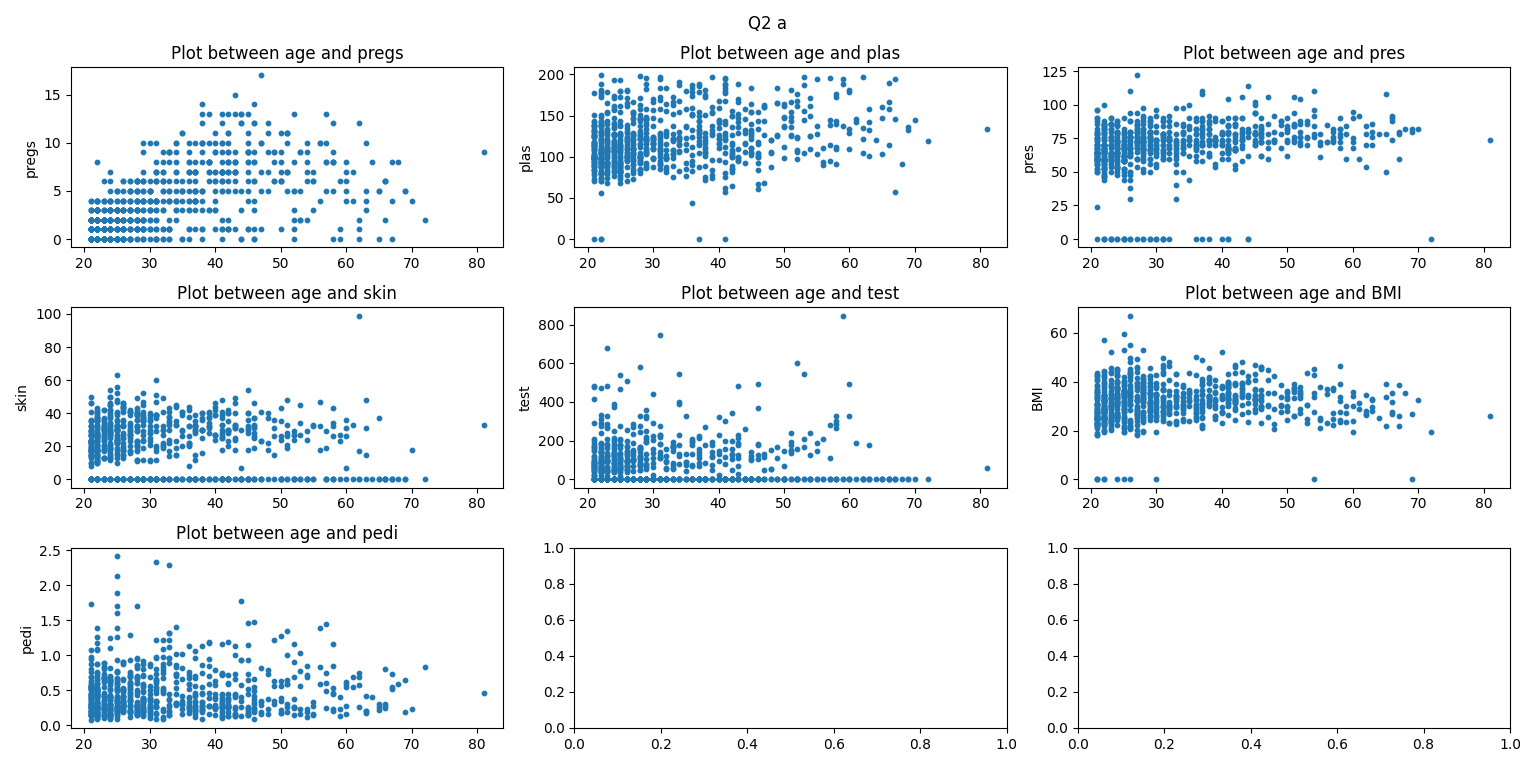 Q2 a
Plot between age and pregs
pregs
15
10
5
0
20 30 40 50 60 70 80
Plot between age and plas
plas
200
150
100
50
0
20 30 40 50 60 70 80
Plot between age and pres
pres
125
100
75
50
25
0
20 30 40 50 60 70 80
Plot between age and skin
skin
100
80
60
40
20
0
20 30 40 50 60 70 80
Plot between age and test
test
800
600
400
200
0
20 30 40 50 60 70 80
Plot between age and BMI
BMI
60
40
20
0
20 30 40 50 60 70 80
Plot between age and pedi
pedi
2.5
2.0
1.5
1.0
0.5
0.0
20 30 40 50 60 70 80
1.0
0.8
0.6
0.4
0.2
0.0
0.0 0.2 0.4 0.6 0.8 1.0
1.0
0.8
0.6
0.4
0.2
0.0
0.0 0.2 0.4 0.6 0.8 1.0